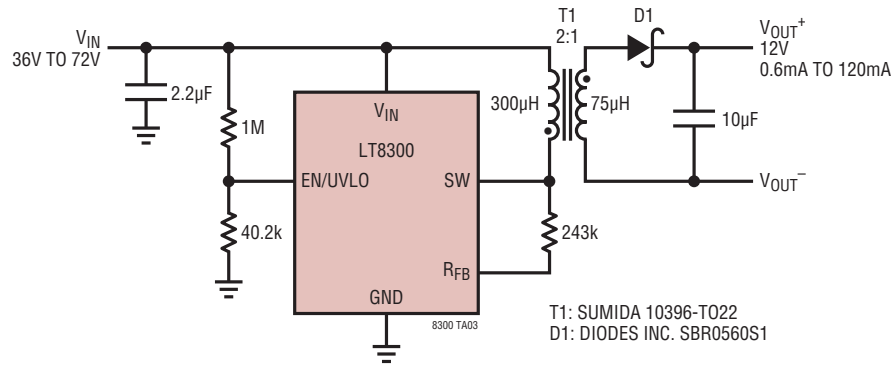 T1
2:1
D1
VIN
36V TO 72V
VOUT+
12V
0.6mA TO 120mA
2.2µF
1M
VIN
LT8300
300µH
75µH
10µF
EN/UVLO
SW
VOUT–
40.2k
243k
RFB
GND
8300 TA03
T1: SUMIDA 10396-TO22
D1: DIODES INC. SBR0560S1